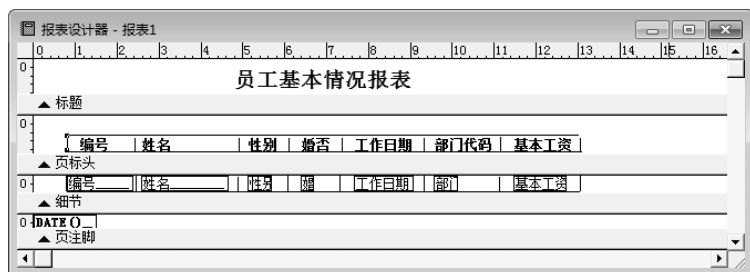 报表设计器 - 报表1
0 1 2 3 4 5 6 7 8 9 10 11 12 13 14 15 16
0
员工基本情况报表
标题
0
编号 姓名 性别 婚否 工作日期 部门代码 基本工资
页标头
0 编号 姓名 性别 婚 工作日期 部门 基本工资
细节
0 DATE ()
页注脚